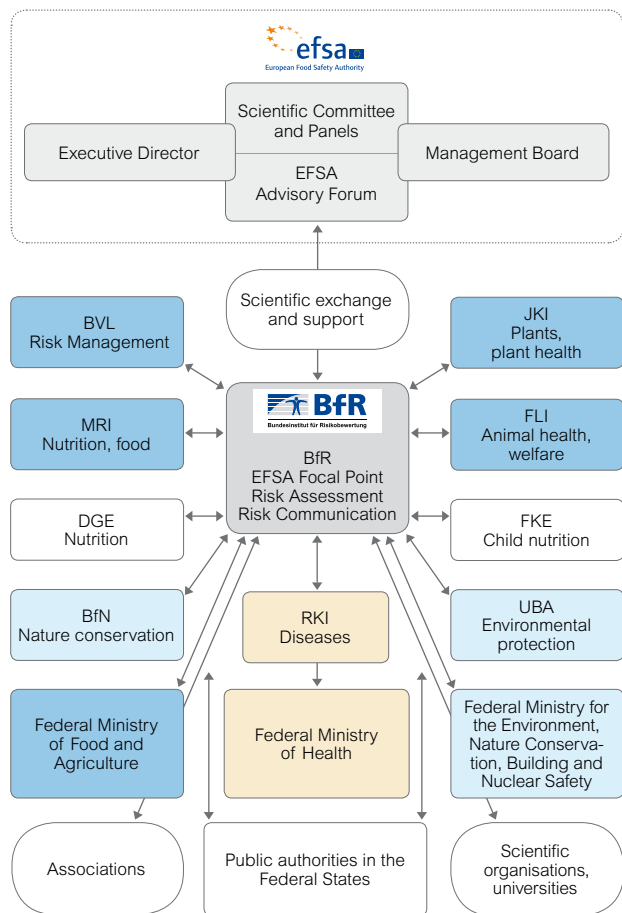 efsa
European Food Safety Authority
Scientific Committee
and Panels
Executive Director
Management Board
EFSA
Advisory Forum
Scientific exchange
and support
BVL
Risk Management
JKI
Plants,
plant health
BfR
Bundesinstitut für Risikobewertung
MRI
Nutrition, food
FLI
Animal health,
welfare
BfR
EFSA Focal Point
Risk Assessment
Risk Communication
DGE
Nutrition
FKE
Child nutrition
BfN
Nature conservation
RKI
Diseases
UBA
Environmental
protection
Federal Ministry
of Food and
Agriculture
Federal Ministry
of Health
Federal Ministry for
the Environment,
Nature Conserva-
tion, Building and
Nuclear Safety
Associations
Public authorities in the
Federal States
Scientific
organisations,
universities